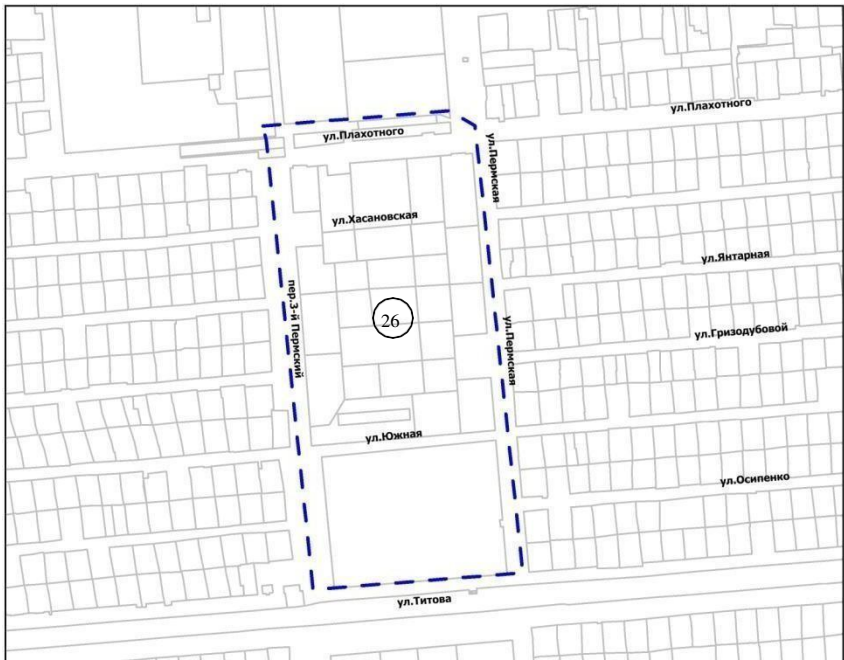 ул.Плахотного
ул.Плахотного
ул.Пермская
ул.Хасановская
ул.Янтарная
пер.3-й Пермский
26
ул.Пермская
ул.Гризодубовой
ул.Южная
ул.Осипенко
ул.Титова